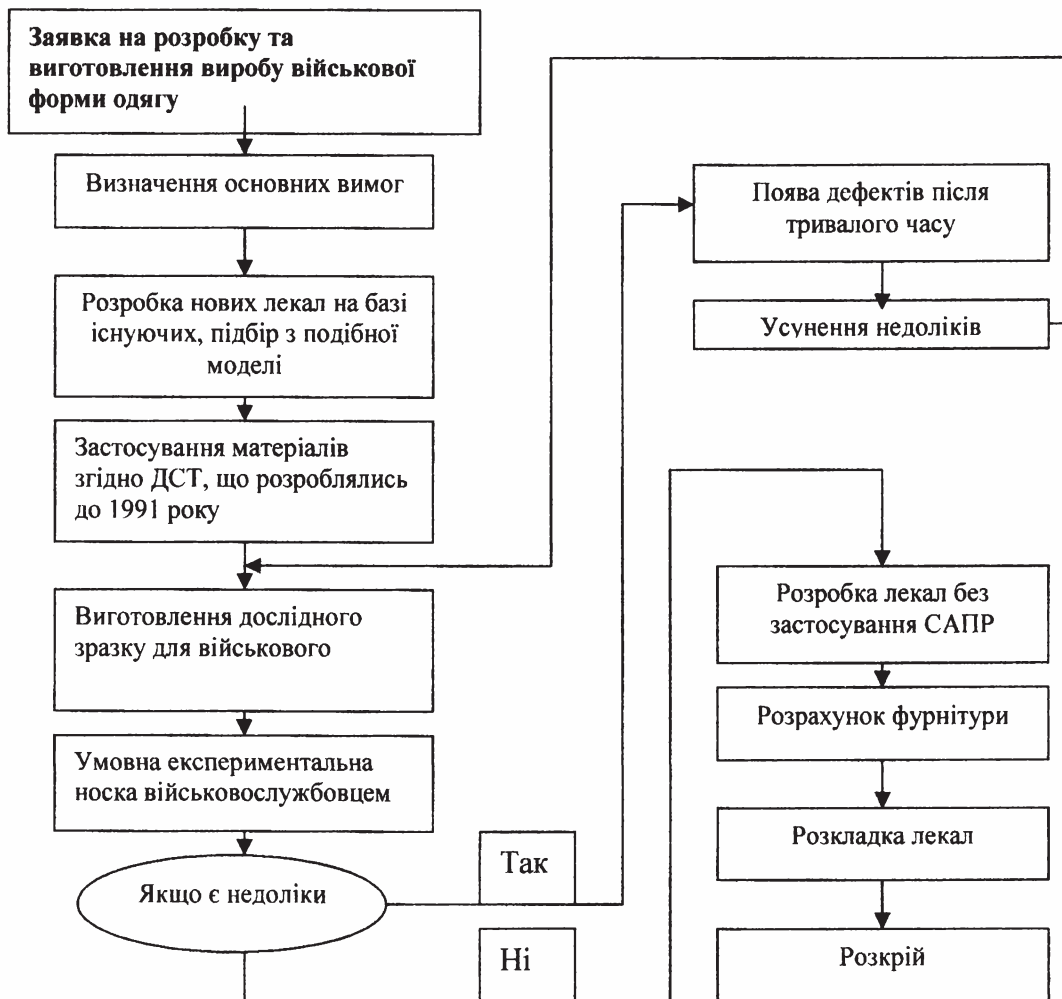 Заявка на розробку та
виготовлення виробу військової
форми одягу
Визначення основних вимог
Розробка нових лекал на базі
існуючих, підбір з подібної
моделі
Застосування матеріалів
згідно ДСТ, що розроблялись
до 1991 року
Виготовлення дослідного
зразку для військового
Умовна експериментальна
носка військовослужбовцем
Якщо є недоліки
Так
Ні
Поява дефектів після
тривалого часу
Усунення недоліків
Розробка лекал без
застосування САПР
Розрахунок фурнітури
Розкладка лекал
Розкрій